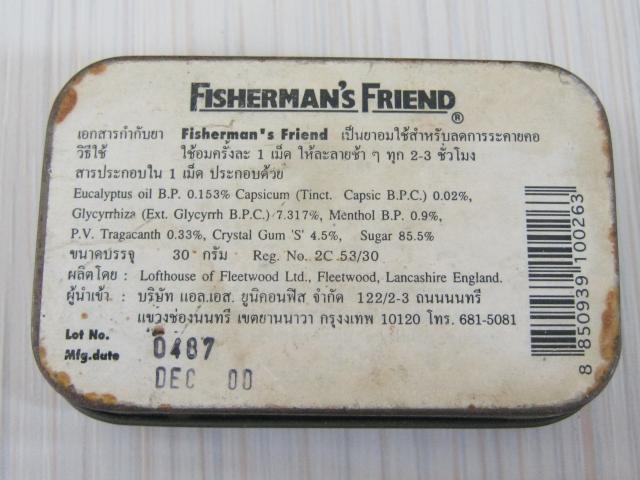 FISHERMAN'S FRIEND®
เอกสารกำกับยา Fisherman's Friend เป็นยาอมใช้สำหรับลดการระคายคอ
วิธีใช้ ใช้อมครั้งละ 1 เม็ด ให้ละลายช้า ๆ ทุก 2-3 ชั่วโมง
สารประกอบใน 1 เม็ด ประกอบด้วย
Eucalyptus oil B.P. 0.153% Capsicum (Tinct. Capsic B.P.C.) 0.02%,
Glycyrrhiza (Ext. Glycyrrh B.P.C.) 7.317%, Menthol B.P. 0.9%,
P.V. Tragacanth 0.33%, Crystal Gum 'S' 4.5%, Sugar 85.5%
ขนาดบรรจุ 30 กรัม Reg. No. 2C 53/30
ผลิตโดย : Lofthouse of Fleetwood Ltd., Fleetwood, Lancashire England.
ผู้นำเข้า : บริษัท แอล.เอส. ยูนิคอนฟิส จำกัด 122/2-3 ถนนนนทรี
แขวงช่องนนทรี เขตยานนาวา กรุงงเทพ 10120 โทร. 681-5081
Lot No. 0487
Mfg.date DEC 00
8 850939 100263